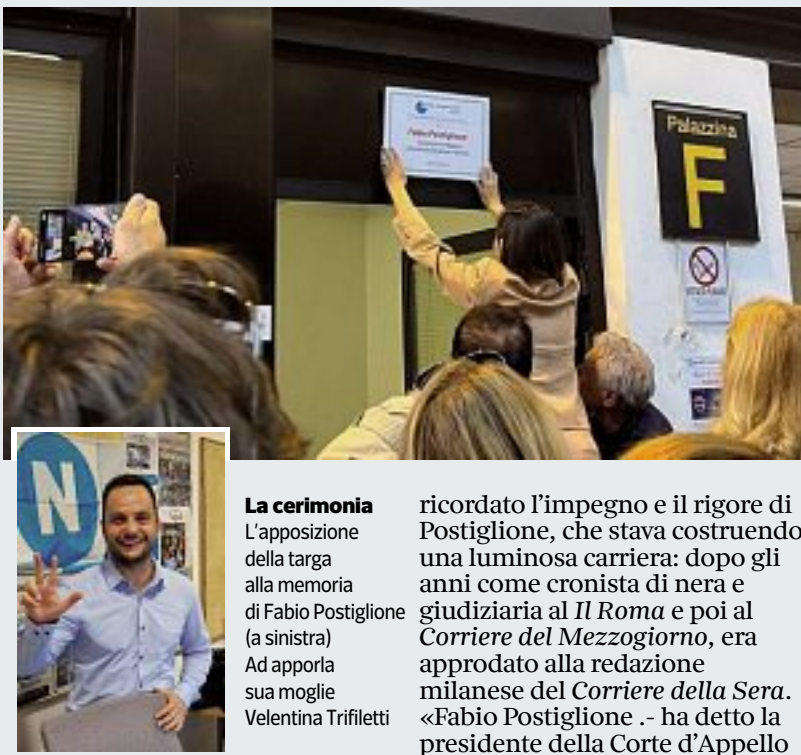 Fabio Postiglione
Palazzina
F
N
La cerimonia
L'apposizione
della targa
alla memoria
di Fabio Postiglione
(a sinistra)
Ad apporla
sua moglie
Velentina Trifiletti
ricordato l'impegno e il rigore di
Postiglione, che stava costruendo
una luminosa carriera: dopo gli
anni come cronista di nera e
giudiziaria al Il Roma e poi al
Corriere del Mezzogiorno, era
approdato alla redazione
milanese del Corriere della Sera.
«Fabio Postiglione .- ha detto la
presidente della Corte d'Appello